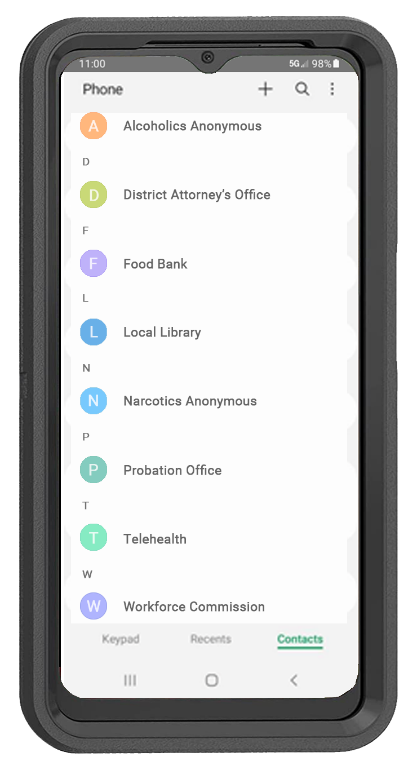 11:00 5G 98%
Phone
A Alcoholics Anonymous
D
D District Attorney's Office
F
F Food Bank
L
L Local Library
N
N Narcotics Anonymous
P
P Probation Office
T
T Telehealth
W
W Workforce Commission
Keypad Recents Contacts